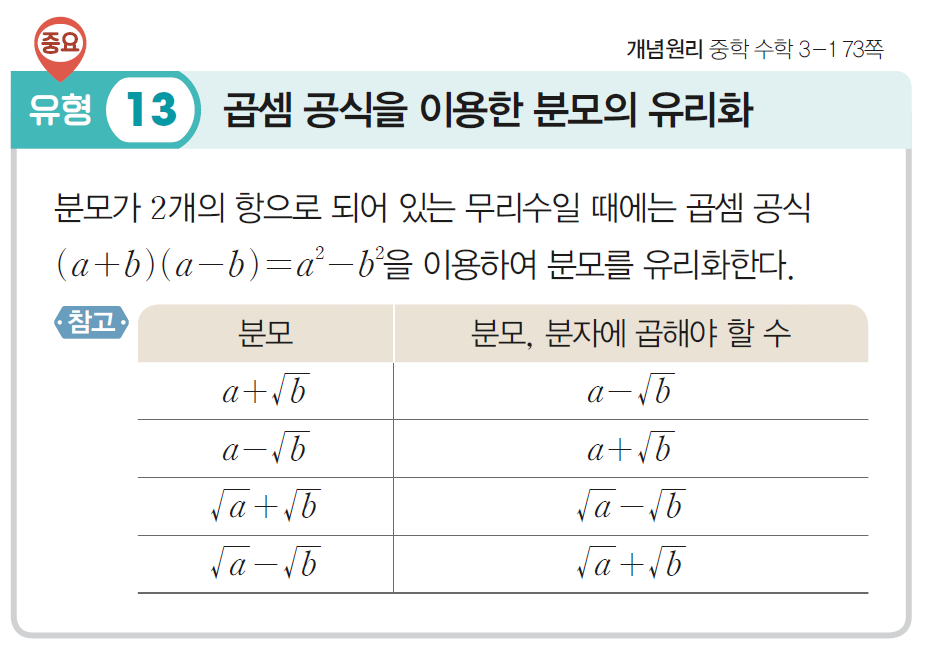 중요
개념원리 중학 수학 3-1 73쪽
유형 13 곱셈 공식을 이용한 분모의 유리화
분모가 2개의 항으로 되어 있는 무리수일 때에는 곱셈 공식
(a+b)(a-b)=a²-b²을 이용하여 분모를 유리화한다.
참고
분모 분모, 분자에 곱해야 할 수
a+√b a-√b
a-√b a+√b
√a+√b √a-√b
√a-√b √a+√b